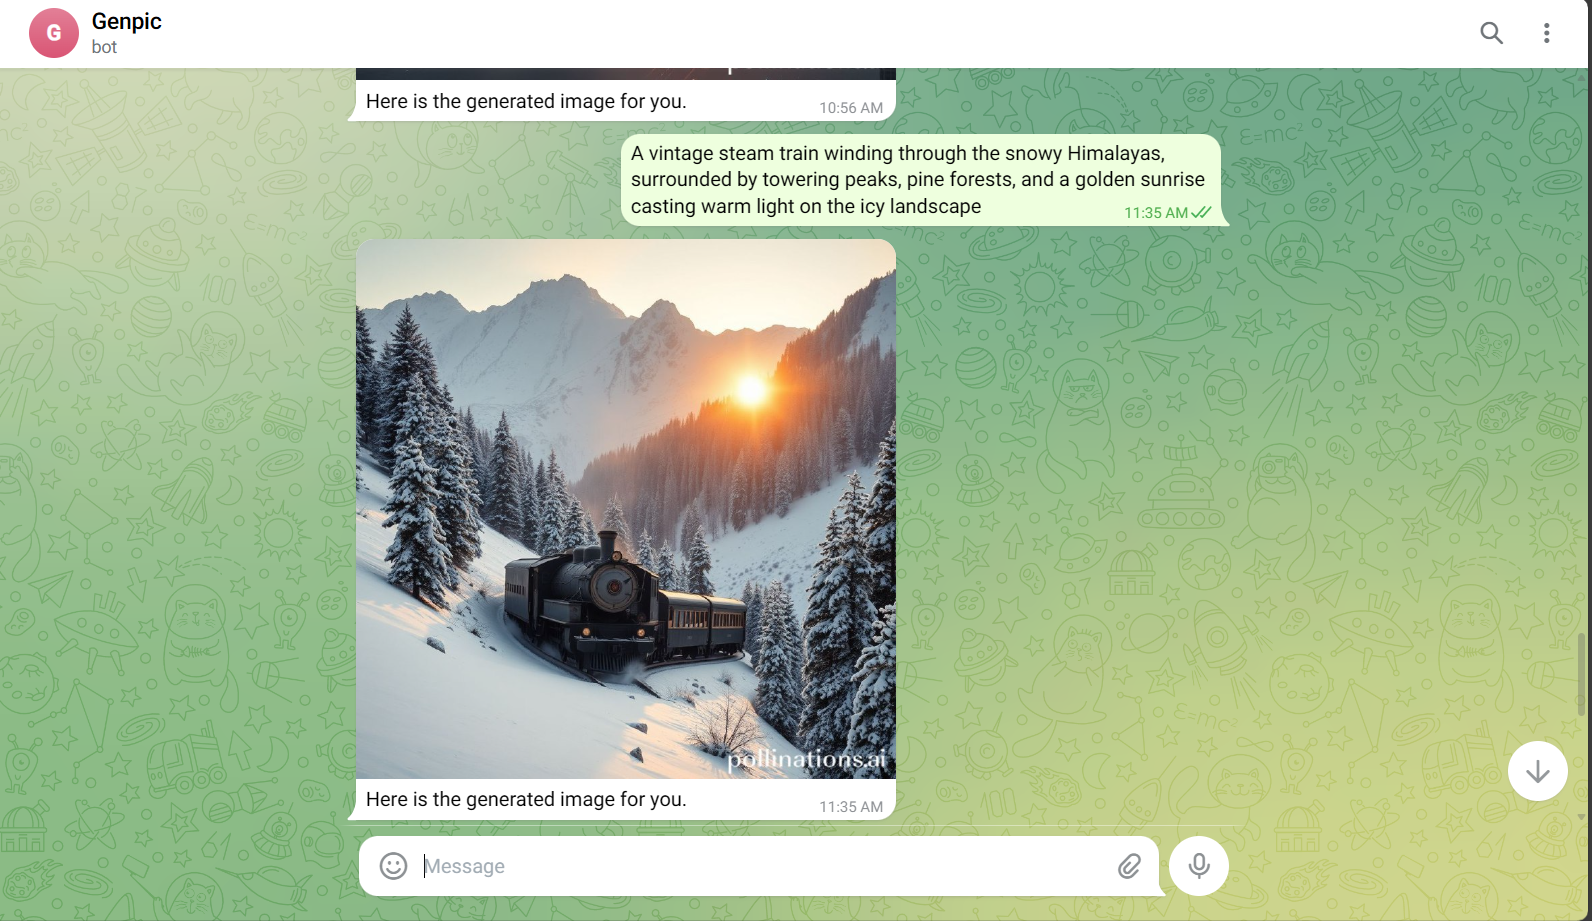 G
Genpic
bot
Here is the generated image for you.
10:56 AM
A vintage steam train winding through the snowy Himalayas,
surrounded by towering peaks, pine forests, and a golden sunrise
casting warm light on the icy landscape
11:35 AM
pollinations.ai
Here is the generated image for you.
11:35 AM
Message